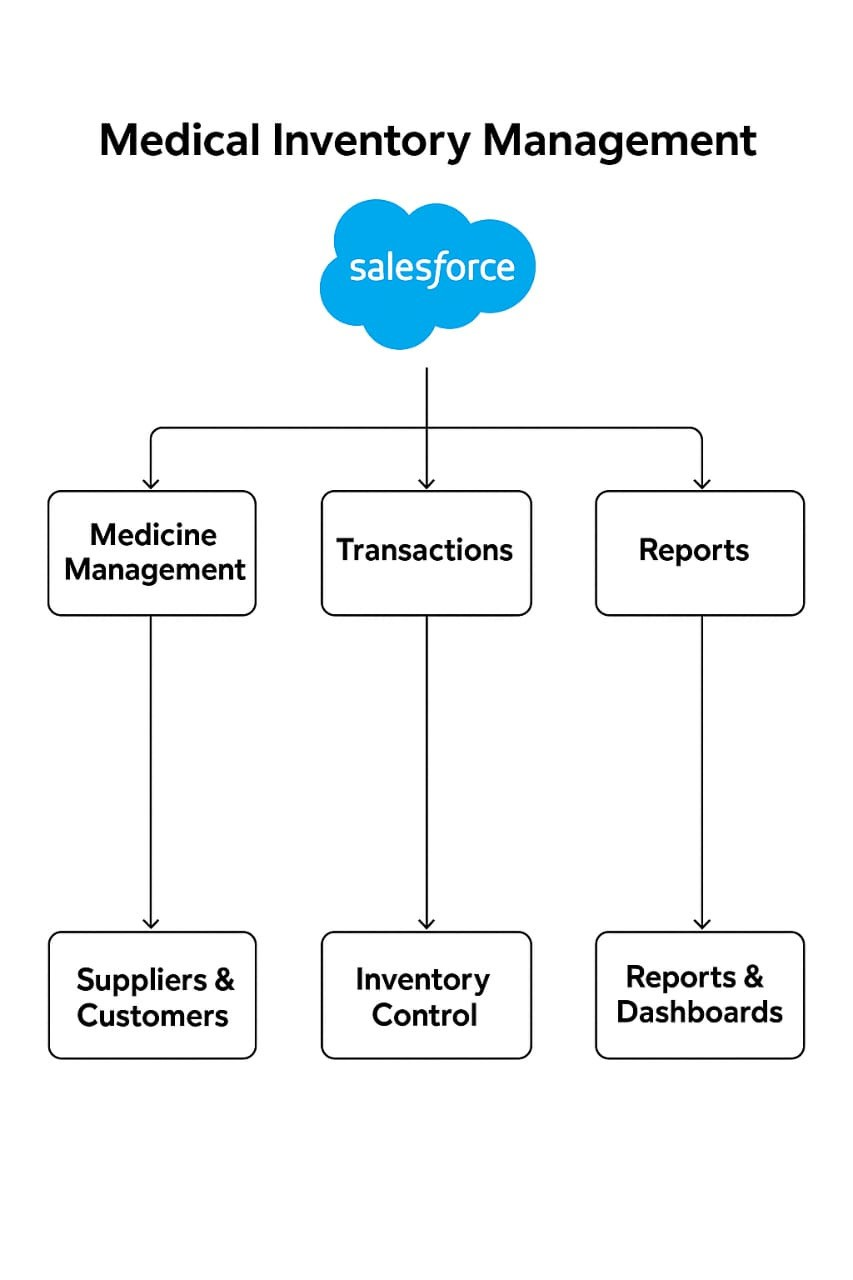 Medical Inventory Management
salesforce
Medicine
Management
Transactions
Reports
Suppliers &
Customers
Inventory
Control
Reports &
Dashboards